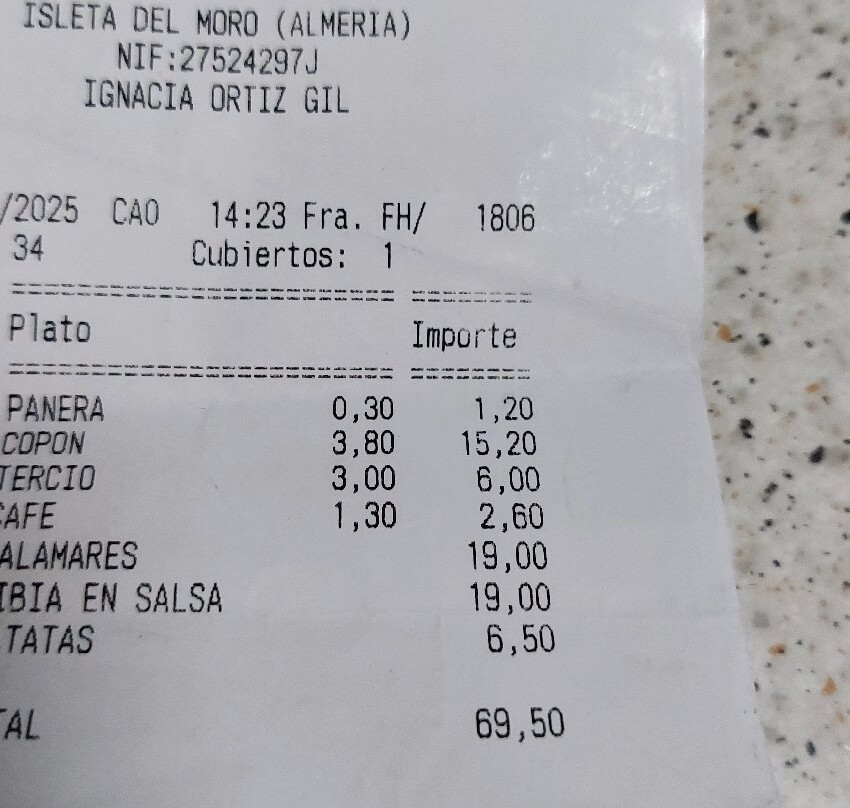 ISLETA DEL MORO (ALMERIA)
NIF:27524297J
IGNACIA ORTIZ GIL
/2025 CAO 14:23 Fra. FH/ 1806
34 Cubiertos: 1
Plato Importe
PANERA 0,30 1,20
COPON 3,80 15,20
TERCIO 3,00 6,00
CAFE 1,30 2,60
ALAMARES 19,00
IBIA EN SALSA 19,00
TATAS 6,50
TAL 69,50